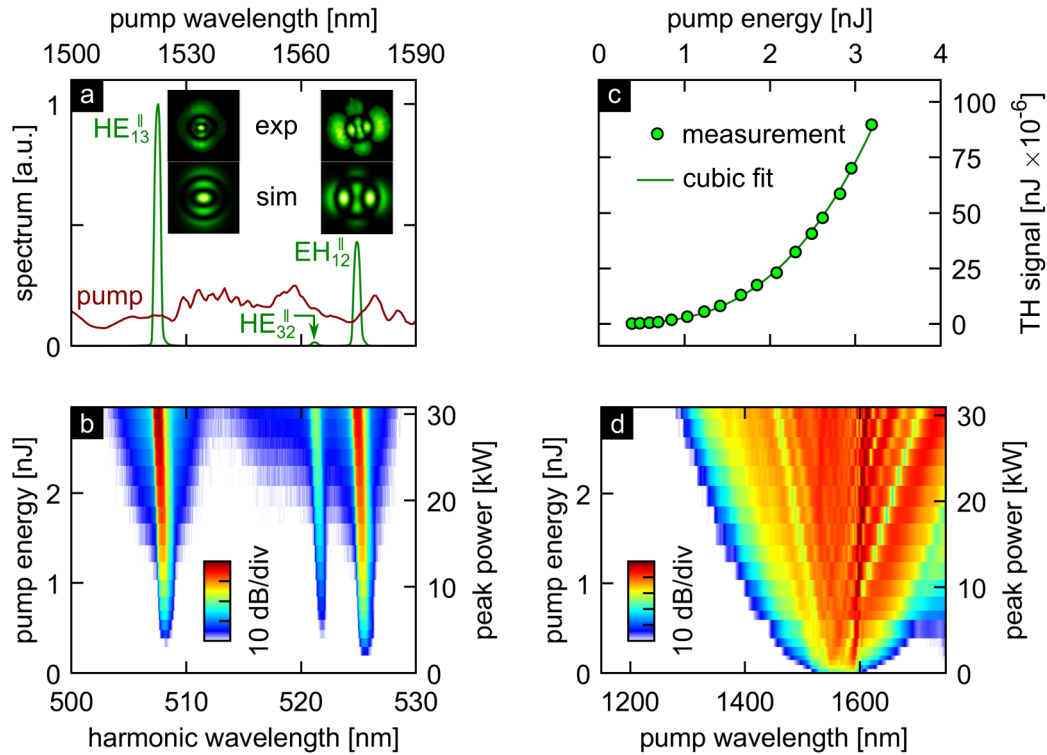 pump wavelength [nm]
1500 1530 1560 1590
a
spectrum [a.u.]
1
0
HE₁₃^∥
exp
sim
EH₁₂^∥
pump
HE₃₂^∥
pump energy [nJ]
0 1 2 3 4
c
measurement
cubic fit
100
75
50
25
0
TH signal [nJ ×10⁻⁶]
b
pump energy [nJ]
2
1
0
10 dB/div
30
20
10
0
peak power [kW]
500 510 520 530
harmonic wavelength [nm]
d
pump energy [nJ]
2
1
0
10 dB/div
30
20
10
0
peak power [kW]
1200 1400 1600
pump wavelength [nm]